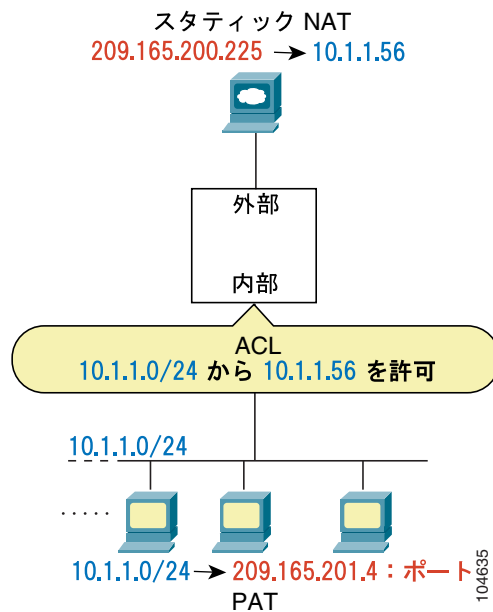 スタティック NAT
209.165.200.225 → 10.1.1.56
外部
内部
ACL
10.1.1.0/24 から 10.1.1.56 を許可
10.1.1.0/24
10.1.1.0/24 → 209.165.201.4：ポート
PAT
104635